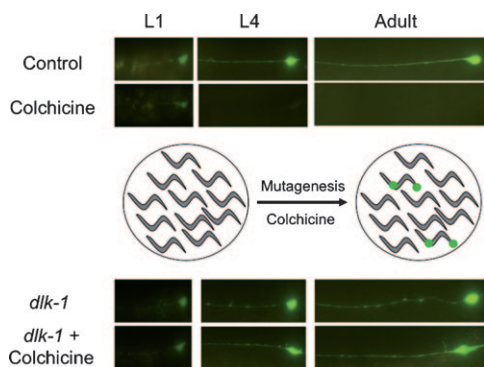 L1 L4 Adult
Control
Colchicine
Mutagenesis
Colchicine
dlk-1
dlk-1 +
Colchicine